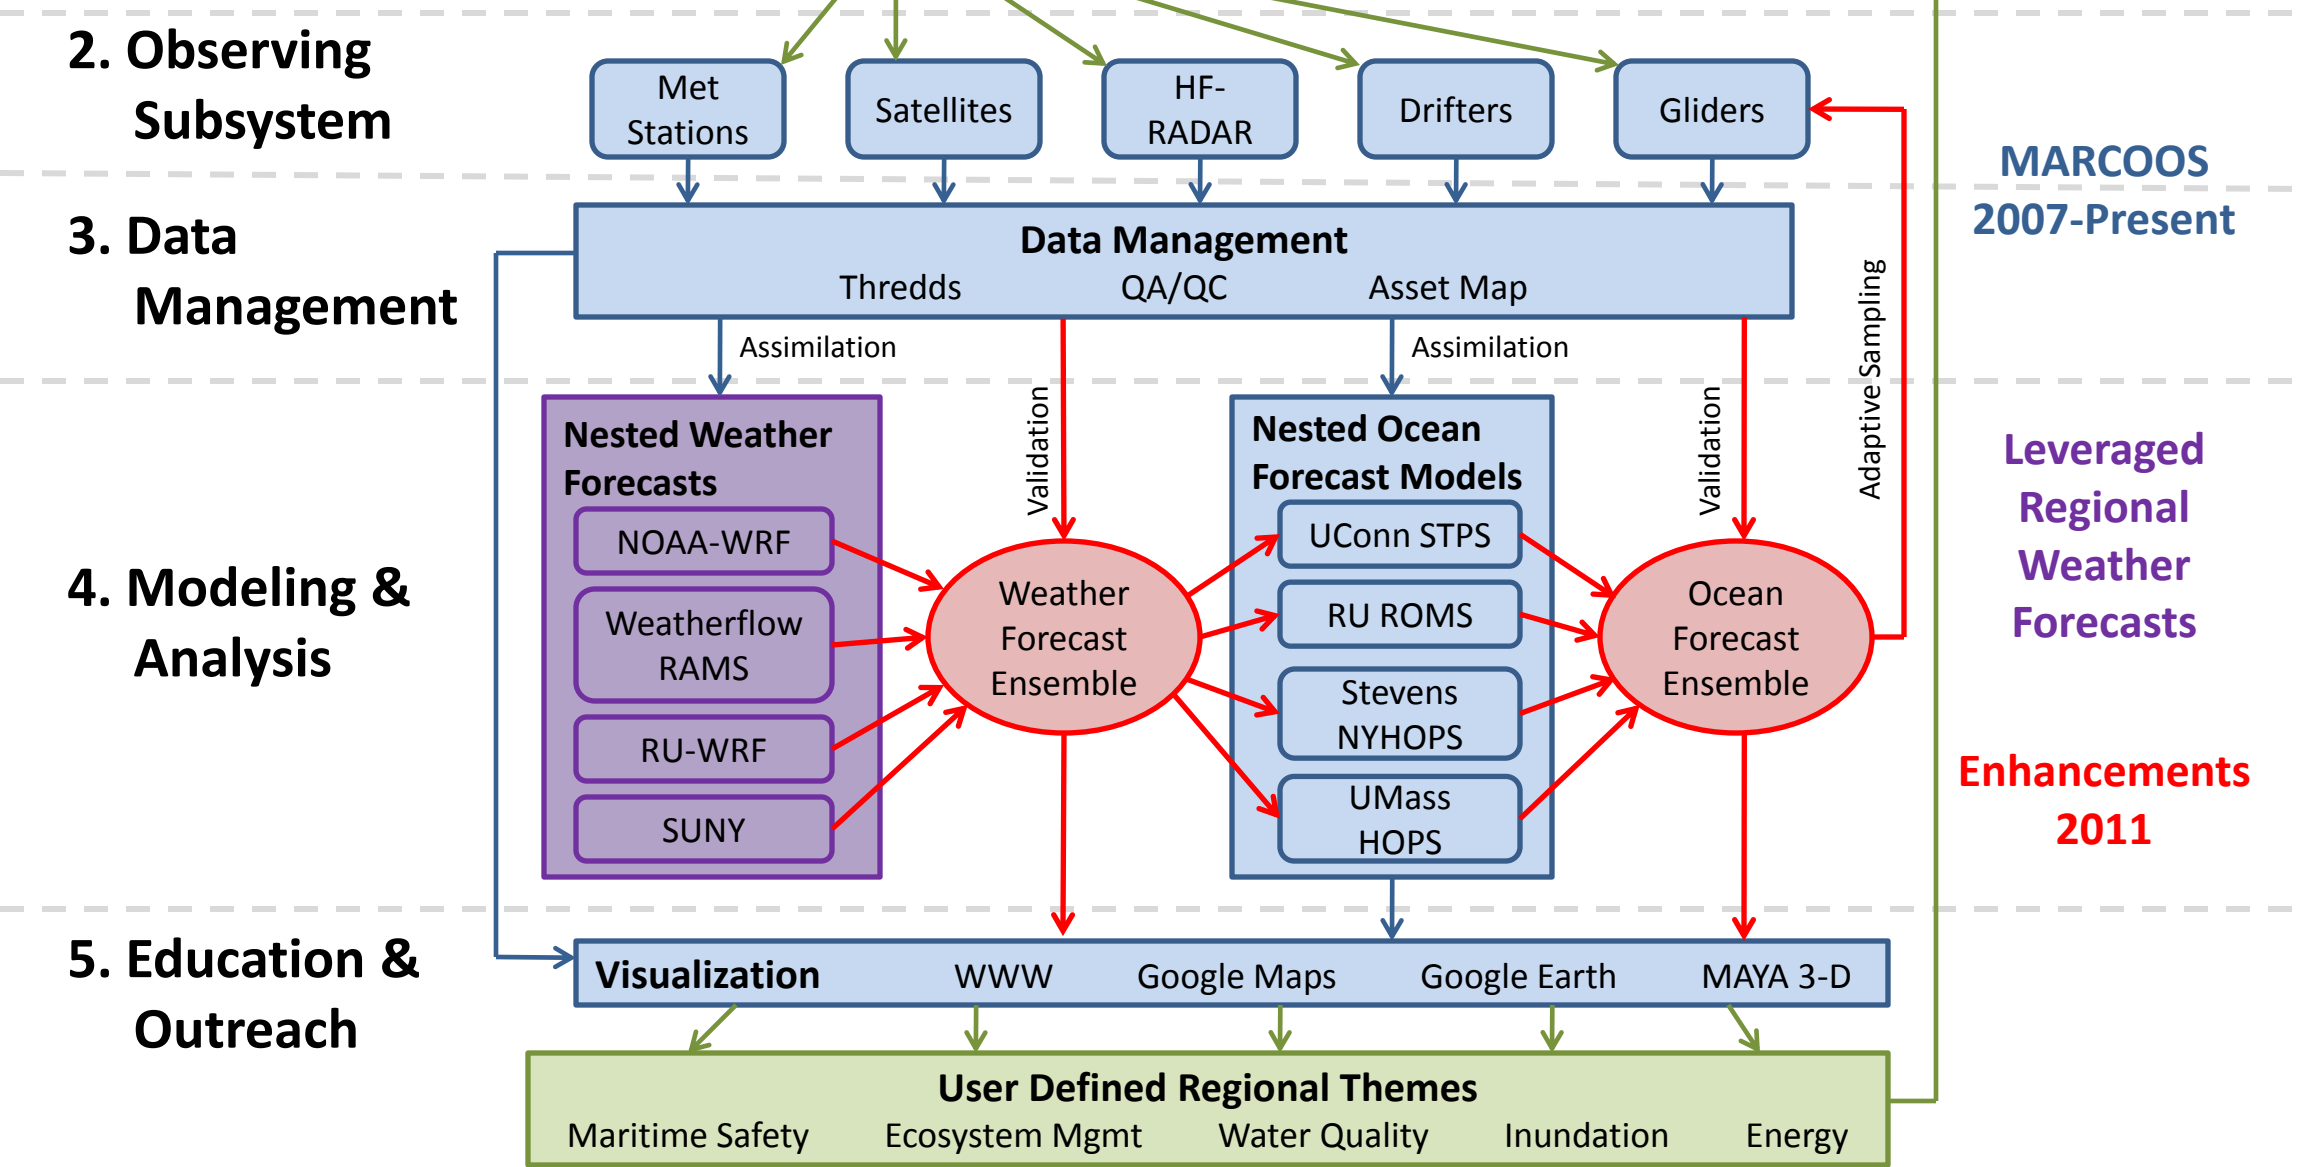 2. Observing
Subsystem
Met
Stations
Satellites
HF-
RADAR
Drifters
Gliders
MARCOOS
2007-Present
3. Data
Management
Data Management
Thredds QA/QC Asset Map
Assimilation
Validation
Assimilation
Validation
Adaptive Sampling
4. Modeling &
Analysis
Nested Weather
Forecasts
NOAA-WRF
Weatherflow
RAMS
RU-WRF
SUNY
Weather
Forecast
Ensemble
Nested Ocean
Forecast Models
UConn STPS
RU ROMS
Stevens
NYHOPS
UMass
HOPS
Ocean
Forecast
Ensemble
Leveraged
Regional
Weather
Forecasts
Enhancements
2011
5. Education &
Outreach
Visualization WWW Google Maps Google Earth MAYA 3-D
User Defined Regional Themes
Maritime Safety Ecosystem Mgmt Water Quality Inundation Energy